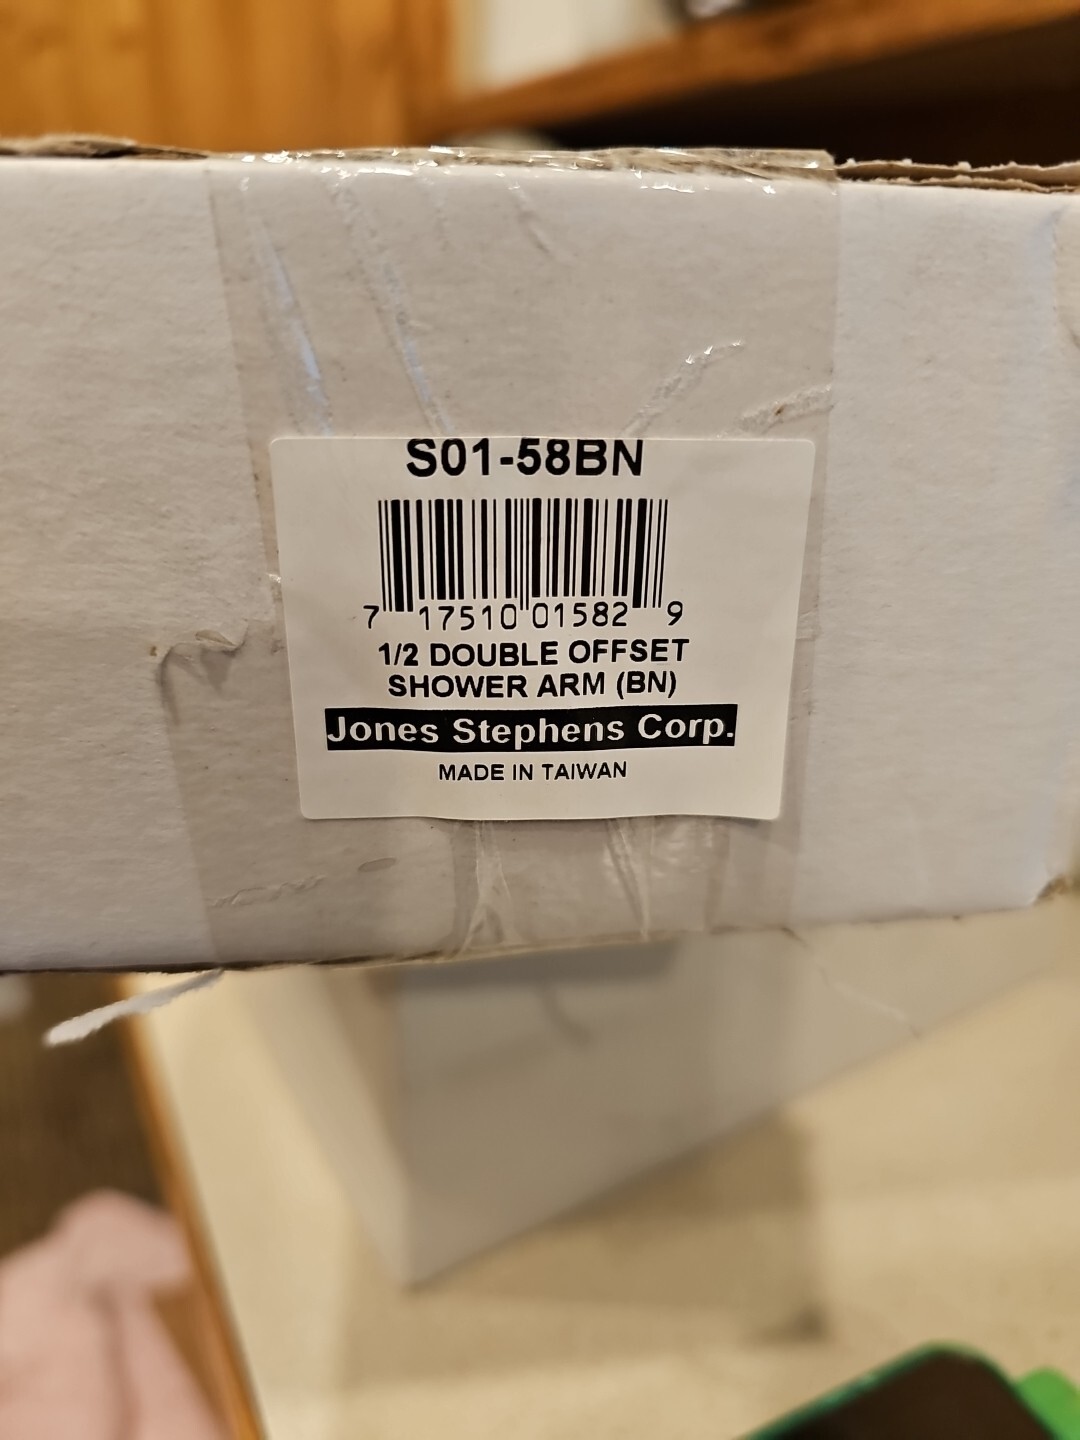 S01-58BN
7 17510 01582 9
1/2 DOUBLE OFFSET
SHOWER ARM (BN)
Jones Stephens Corp.
MADE IN TAIWAN